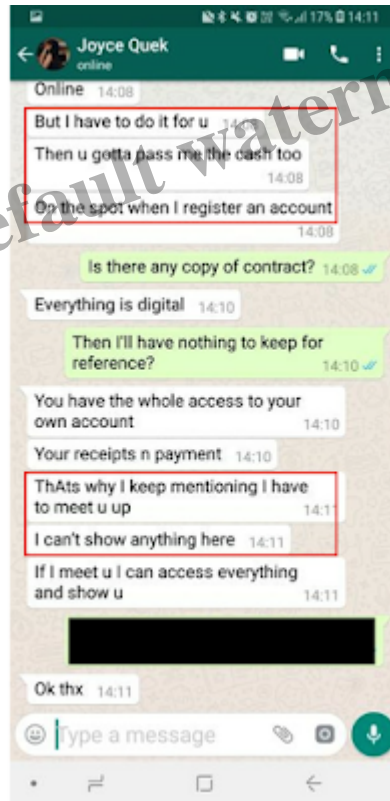 17% 14:11
Joyce Quek
online
Online 14:08
But I have to do it for u 14:08
Then u gotta pass me the cash too
14:08
On the spot when I register an account
14:08
Is there any copy of contract? 14:08
Everything is digital 14:10
Then I'll have nothing to keep for
reference?
14:10
You have the whole access to your
own account
14:10
Your receipts n payment 14:10
ThAts why I keep mentioning I have
to meet u up
14:11
I can't show anything here 14:11
If I meet u I can access everything
and show u
14:11
Ok thx 14:11
Type a message
efault watern